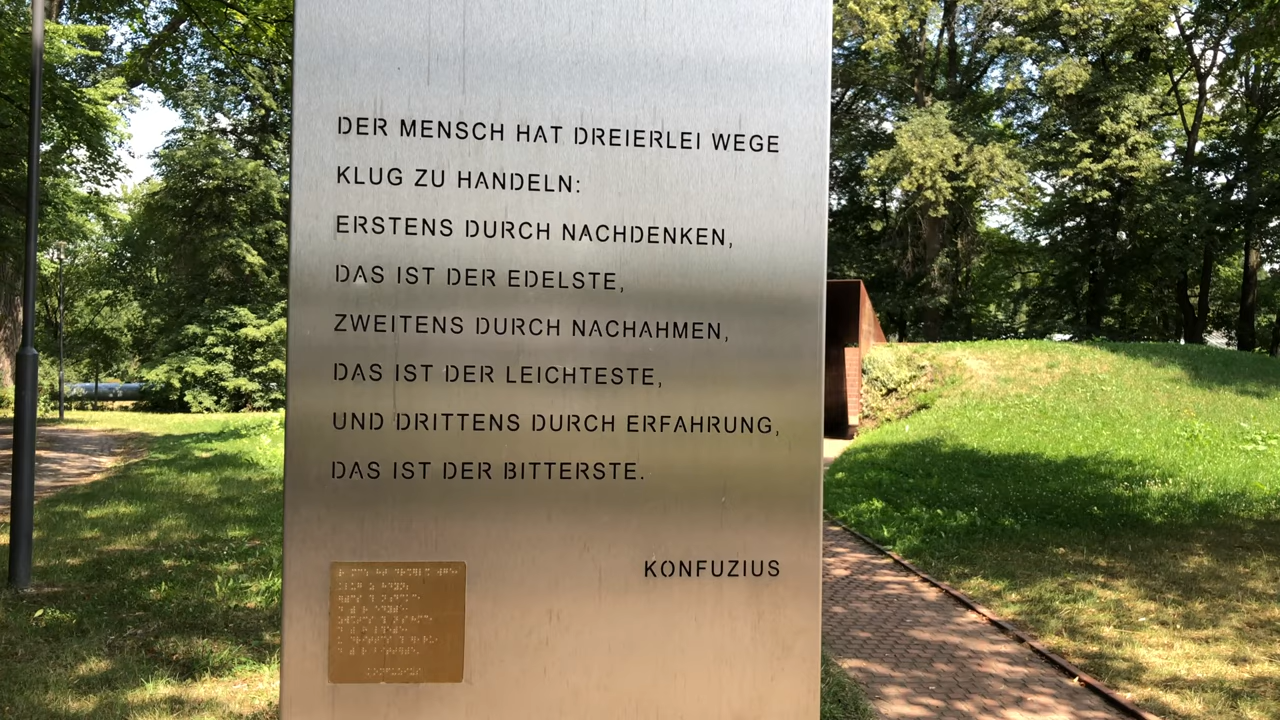 DER MENSCH HAT DREIERLEI WEGE
KLUG ZU HANDELN:
ERSTENS DURCH NACHDENKEN,
DAS IST DER EDELSTE,
ZWEITENS DURCH NACHAHMEN,
DAS IST DER LEICHTESTE,
UND DRITTENS DURCH ERFAHRUNG,
DAS IST DER BITTERSTE.
KONFUZIUS